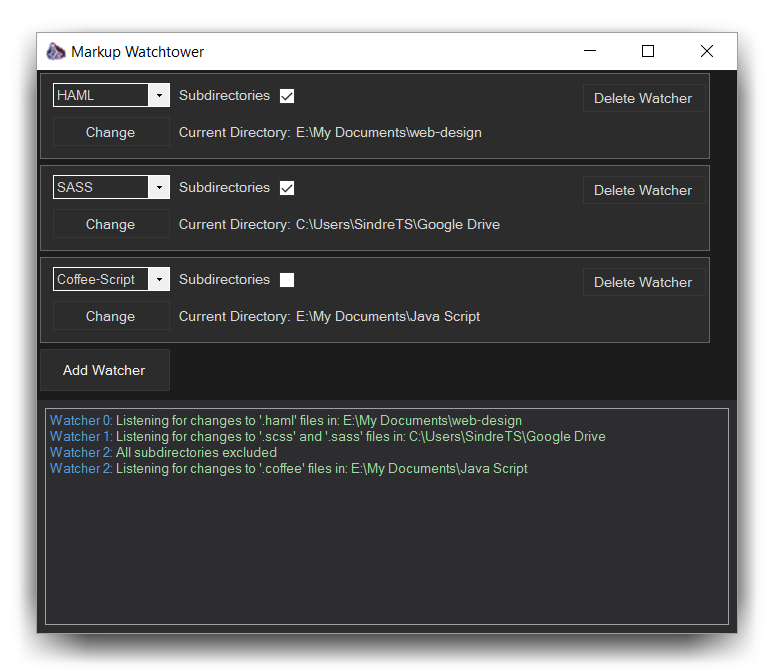 Markup Watchtower
HAML Subdirectories Delete Watcher
Change Current Directory: E:\My Documents\web-design
SASS Subdirectories Delete Watcher
Change Current Directory: C:\Users\SindreTS\Google Drive
Coffee-Script Subdirectories Delete Watcher
Change Current Directory: E:\My Documents\Java Script
Add Watcher
Watcher 0: Listening for changes to '.haml' files in: E:\My Documents\web-design
Watcher 1: Listening for changes to '.scss' and '.sass' files in: C:\Users\SindreTS\Google Drive
Watcher 2: All subdirectories excluded
Watcher 2: Listening for changes to '.coffee' files in: E:\My Documents\Java Script